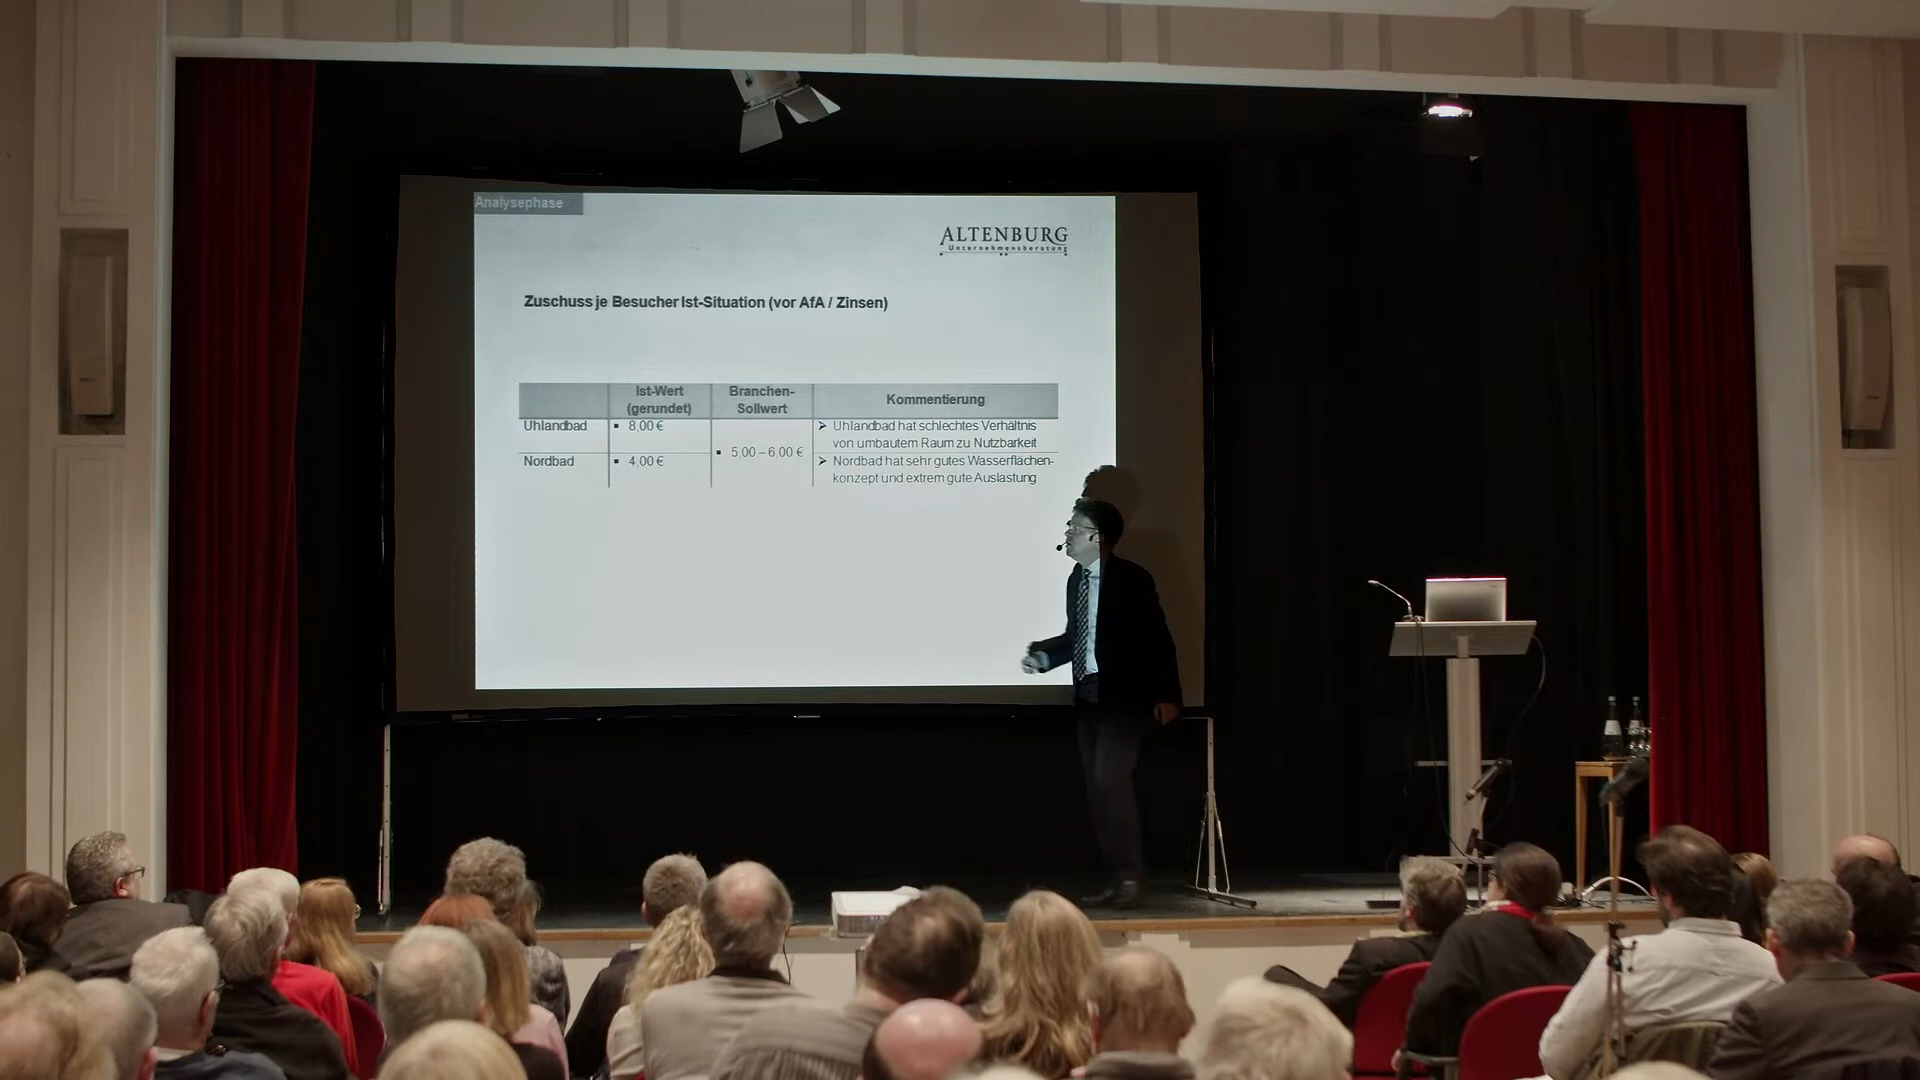 Analysephase
ALTENBURG
Unternehmensberatung
Zuschuss je Besucher Ist-Situation (vor AfA / Zinsen)
Ist-Wert
(gerundet)
Branchen-
Sollwert
Kommentierung
Uhlandbad
▪ 8,00 €
▪ 5,00 – 6,00 €
➢ Uhlandbad hat schlechtes Verhältnis
von umbautem Raum zu Nutzbarkeit
Nordbad
▪ 4,00 €
➢ Nordbad hat sehr gutes Wasserflächen-
konzept und extrem gute Auslastung